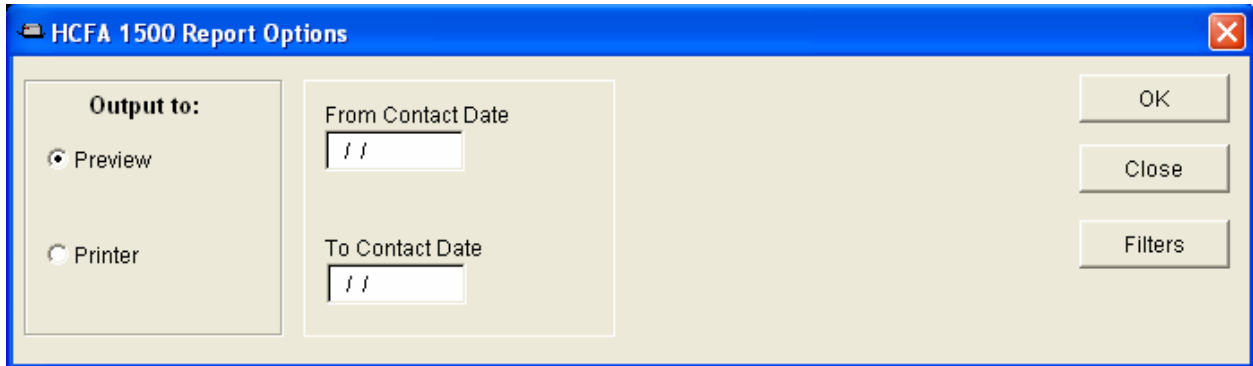 HCFA 1500 Report Options
Output to:
Preview
Printer
From Contact Date
/ /
To Contact Date
/ /
OK
Close
Filters